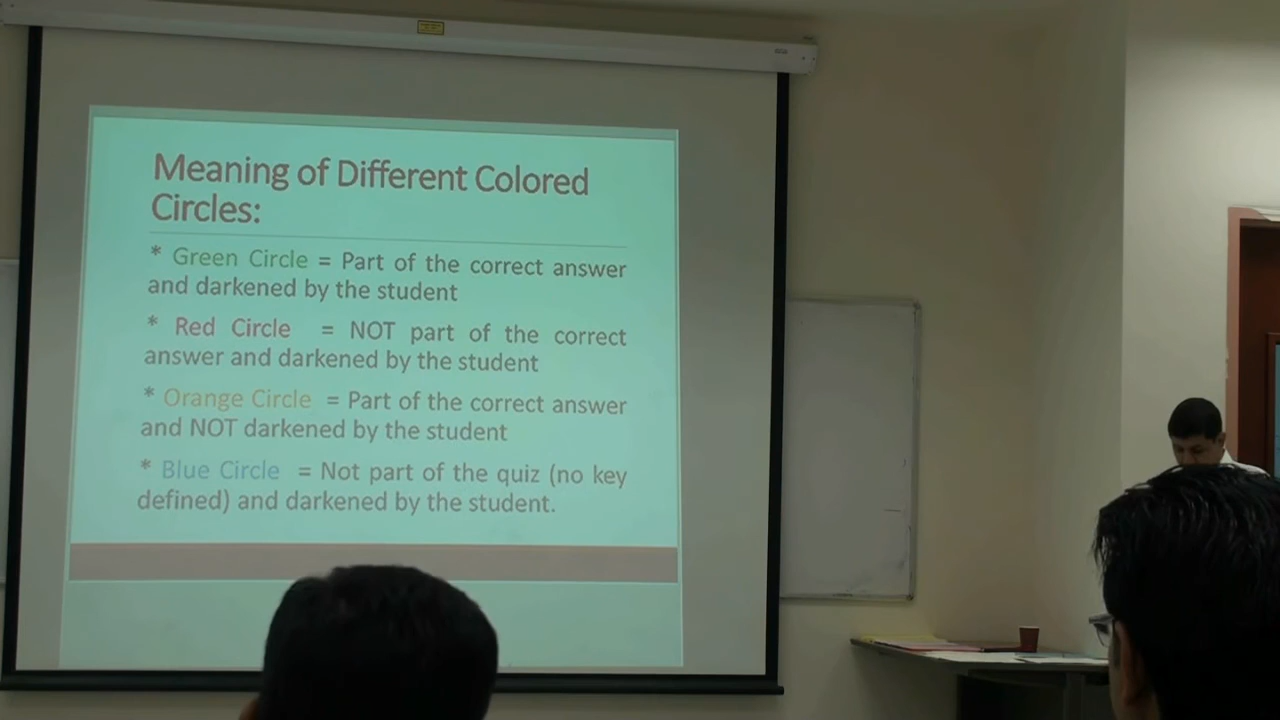 Meaning of Different Colored
Circles:
* Green Circle = Part of the correct answer
and darkened by the student
* Red Circle = NOT part of the correct
answer and darkened by the student
* Orange Circle = Part of the correct answer
and NOT darkened by the student
* Blue Circle = Not part of the quiz (no key
defined) and darkened by the student.